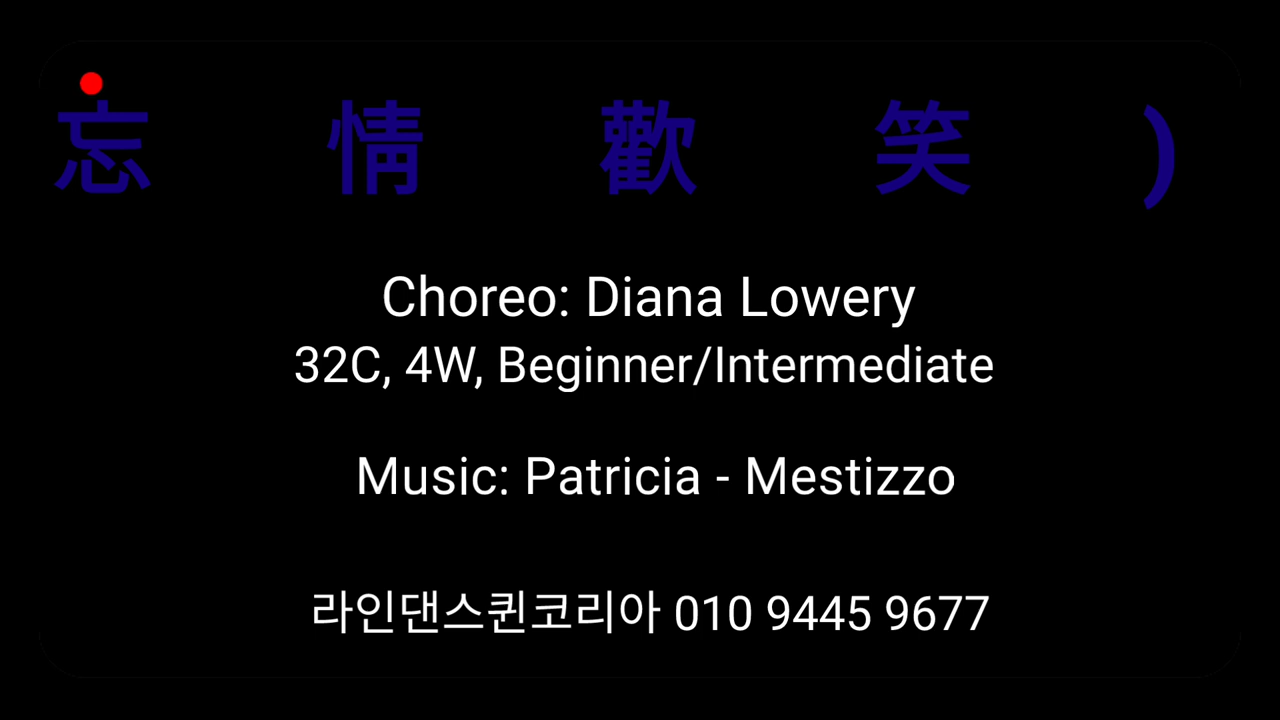 忘 情 歡 笑 )
Choreo: Diana Lowery
32C, 4W, Beginner/Intermediate
Music: Patricia - Mestizzo
라인댄스퀸코리아 010 9445 9677